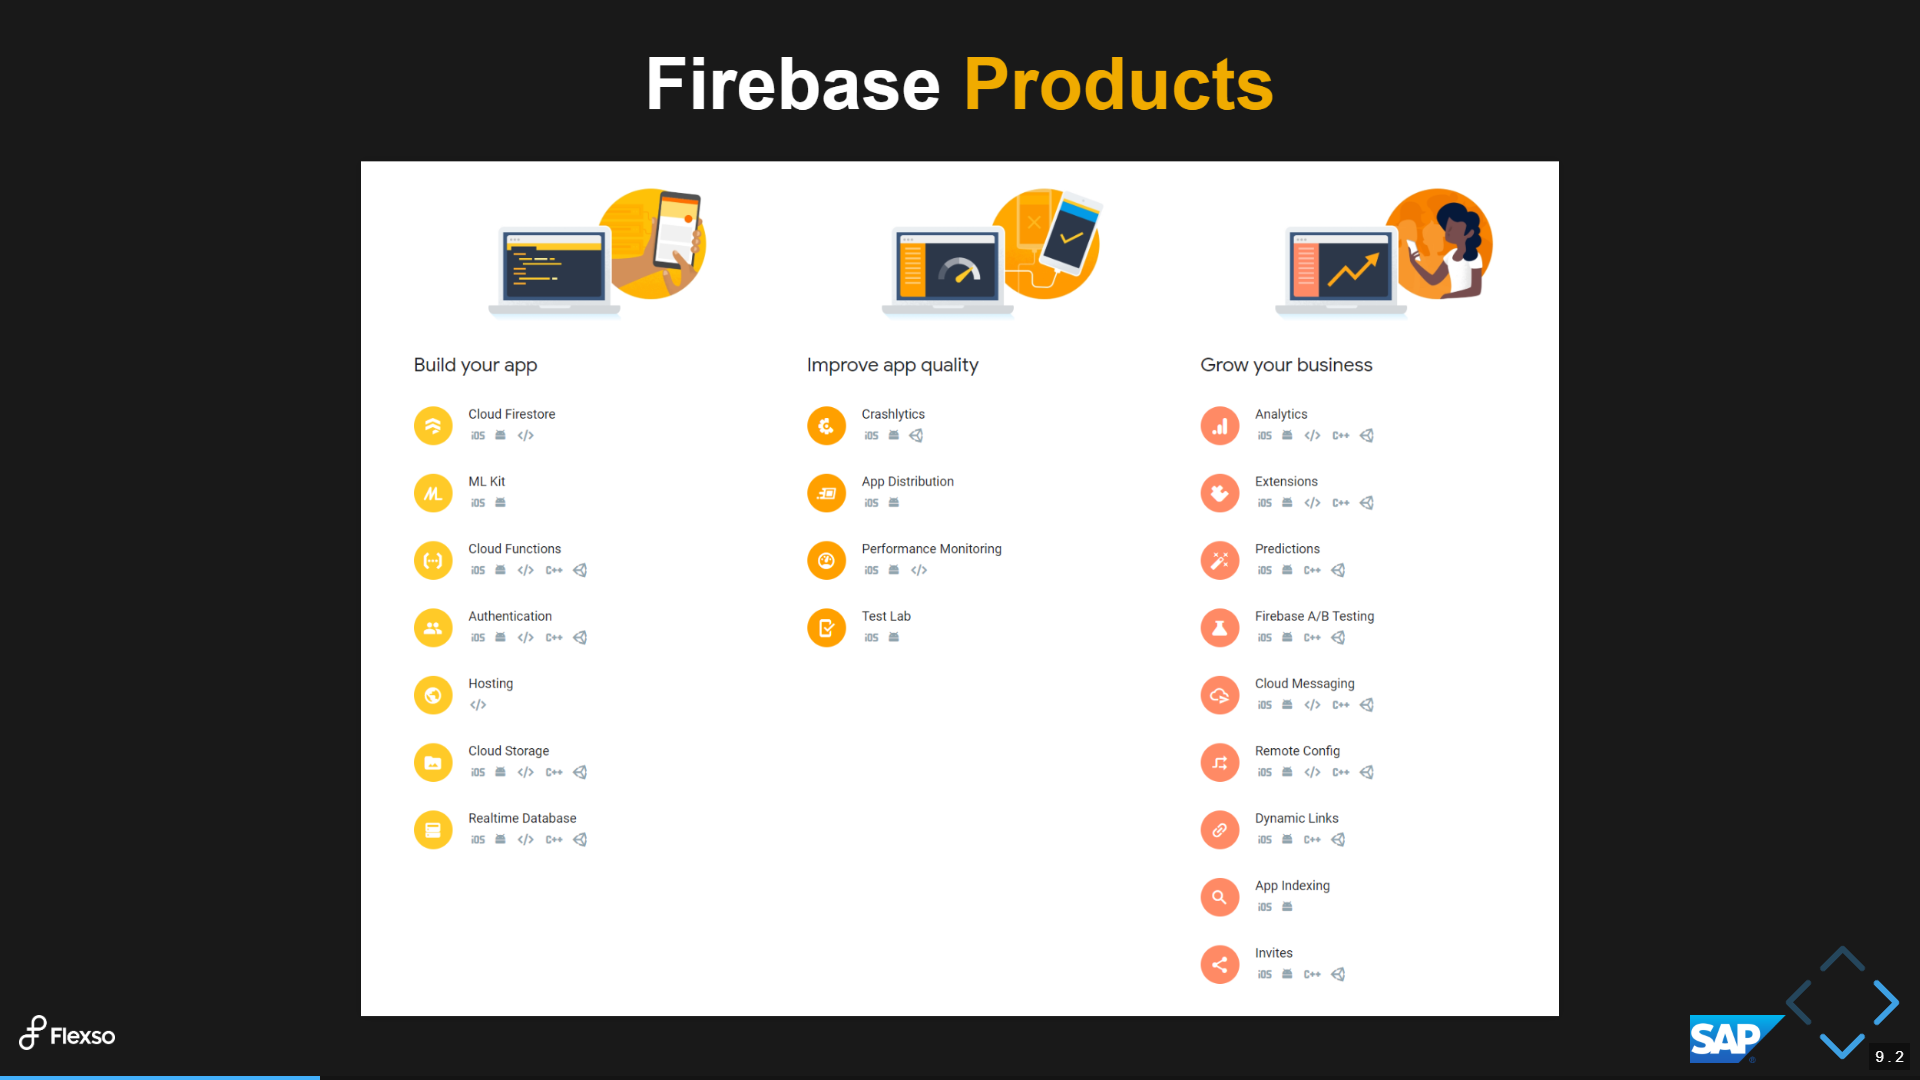 Firebase Products
Build your app
Cloud Firestore
iOS </>
ML Kit
iOS
Cloud Functions
iOS </> C++
Authentication
iOS </> C++
Hosting
</>
Cloud Storage
iOS </> C++
Realtime Database
iOS </> C++
Improve app quality
Crashlytics
iOS
App Distribution
iOS
Performance Monitoring
iOS </>
Test Lab
iOS
Grow your business
Analytics
iOS </> C++
Extensions
iOS </> C++
Predictions
iOS C++
Firebase A/B Testing
iOS C++
Cloud Messaging
iOS </> C++
Remote Config
iOS </> C++
Dynamic Links
iOS C++
App Indexing
iOS
Invites
iOS C++
Flexso
SAP
9.2